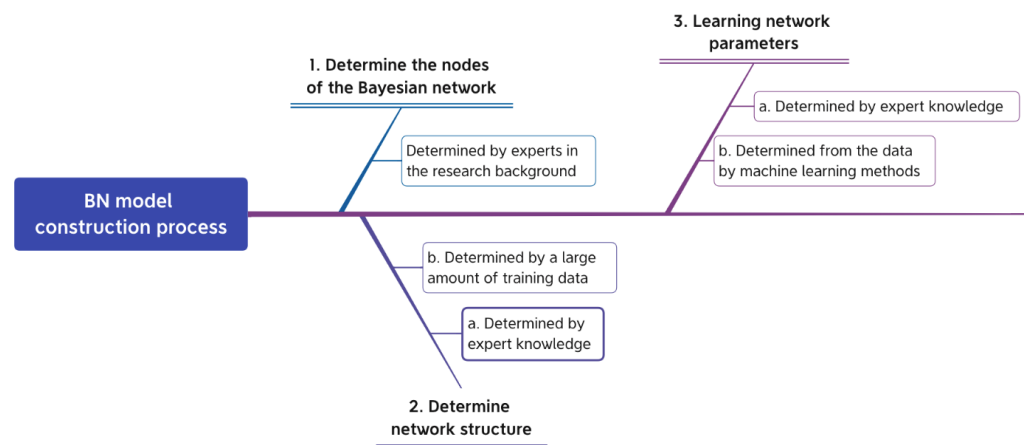 BN model
construction process
1. Determine the nodes
of the Bayesian network
Determined by experts in
the research background
b. Determined by a large
amount of training data
a. Determined by
expert knowledge
2. Determine
network structure
3. Learning network
parameters
a. Determined by expert knowledge
b. Determined from the data
by machine learning methods